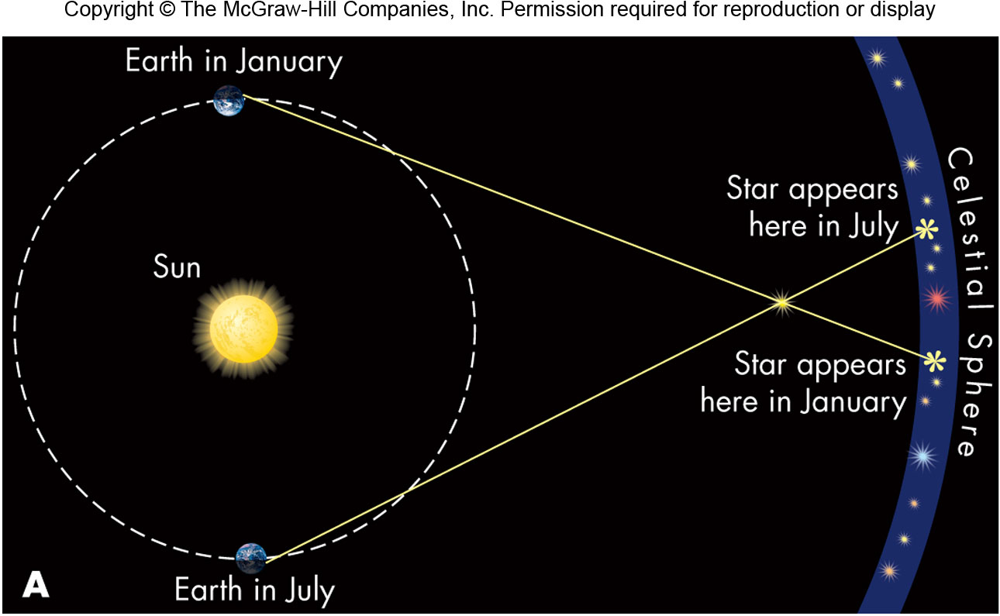 Copyright © The McGraw-Hill Companies, Inc. Permission required for reproduction or display
Earth in January
Star appears
here in July
Sun
Celestial Sphere
Star appears
here in January
Earth in July
A